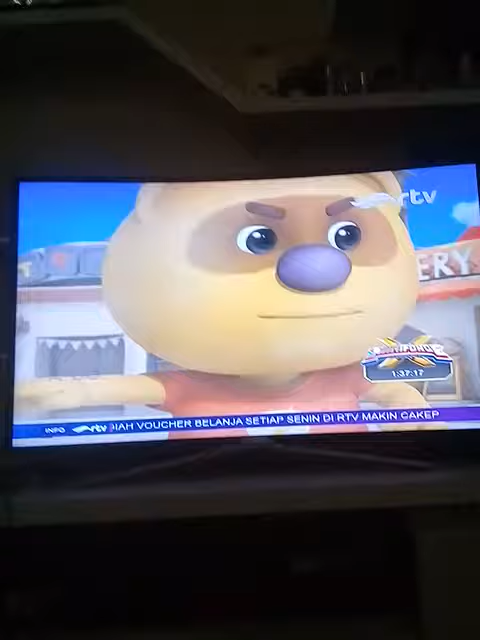 rtv
ERY
1:37:17
INFO rtv IAH VOUCHER BELANJA SETIAP SENIN DI RTV MAKIN CAKEP